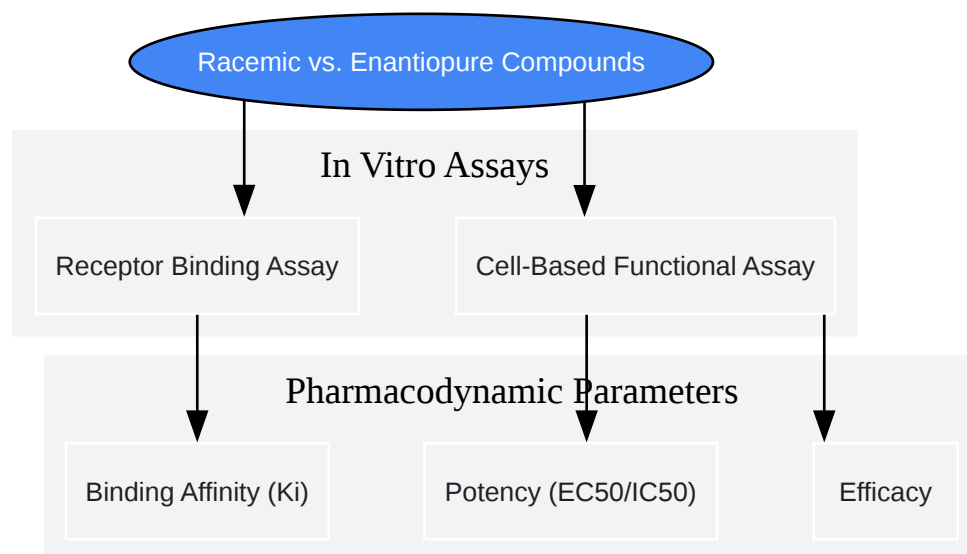 Racemic vs. Enantiopure Compounds
In Vitro Assays
Receptor Binding Assay
Cell-Based Functional Assay
Pharmacodynamic Parameters
Binding Affinity (Ki)
Potency (EC50/IC50)
Efficacy